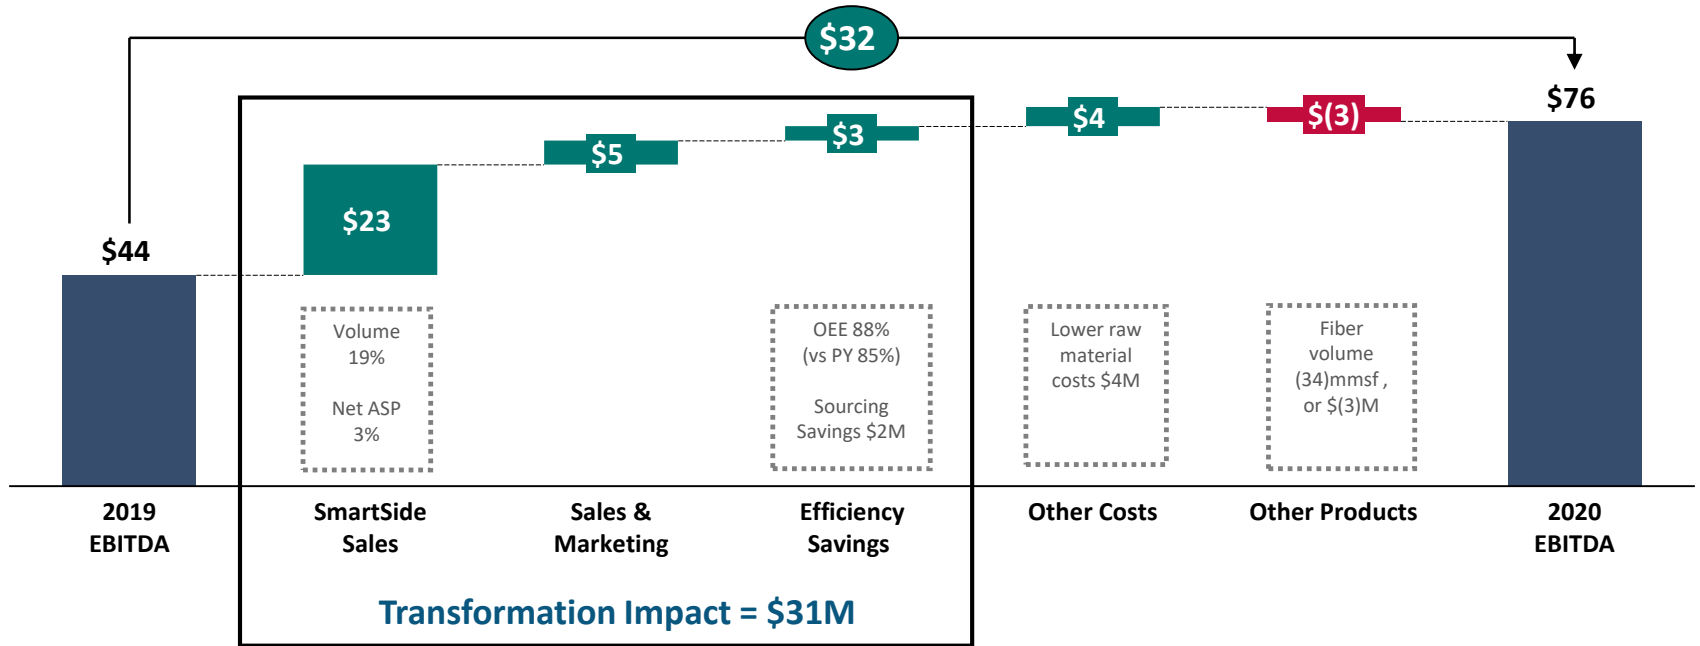 $32
$44
$23
$5
$3
$4
$(3)
$76
Volume
19%
Net ASP
3%
OEE 88%
(vs PY 85%)
Sourcing
Savings $2M
Lower raw
material
costs $4M
Fiber
volume
(34)mmsf ,
or $(3)M
2019
EBITDA
SmartSide
Sales
Sales &
Marketing
Efficiency
Savings
Other Costs
Other Products
2020
EBITDA
Transformation Impact = $31M